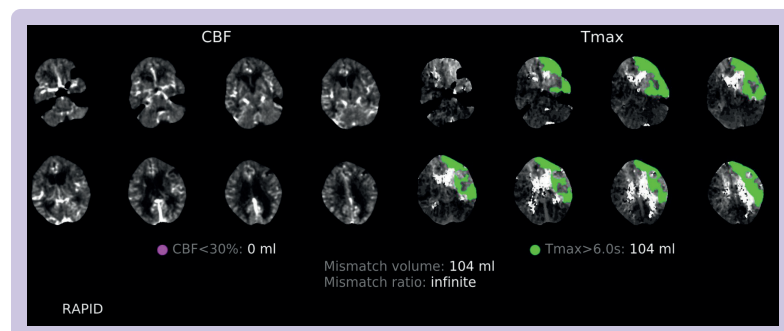 CBF
Tmax
CBF<30%: 0 ml
Tmax>6.0s: 104 ml
Mismatch volume: 104 ml
Mismatch ratio: infinite
RAPID